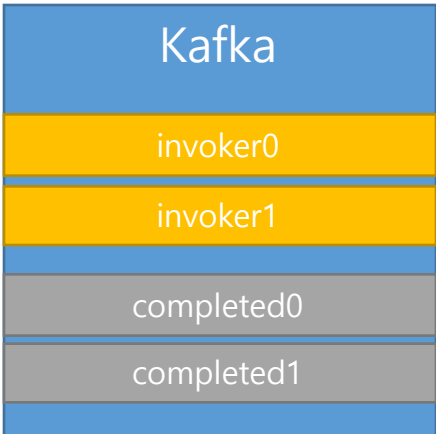 Kafka
invoker0
invoker1
completed0
completed1